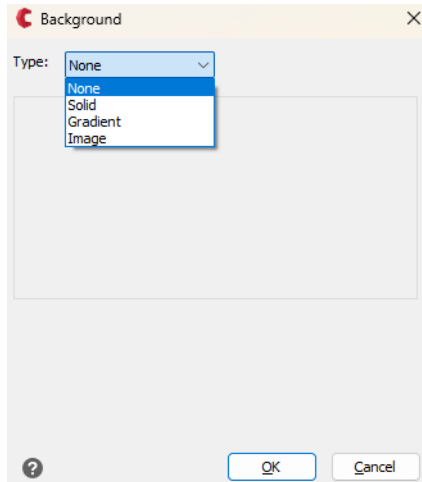 Background
Type: None
None
Solid
Gradient
Image
OK
Cancel